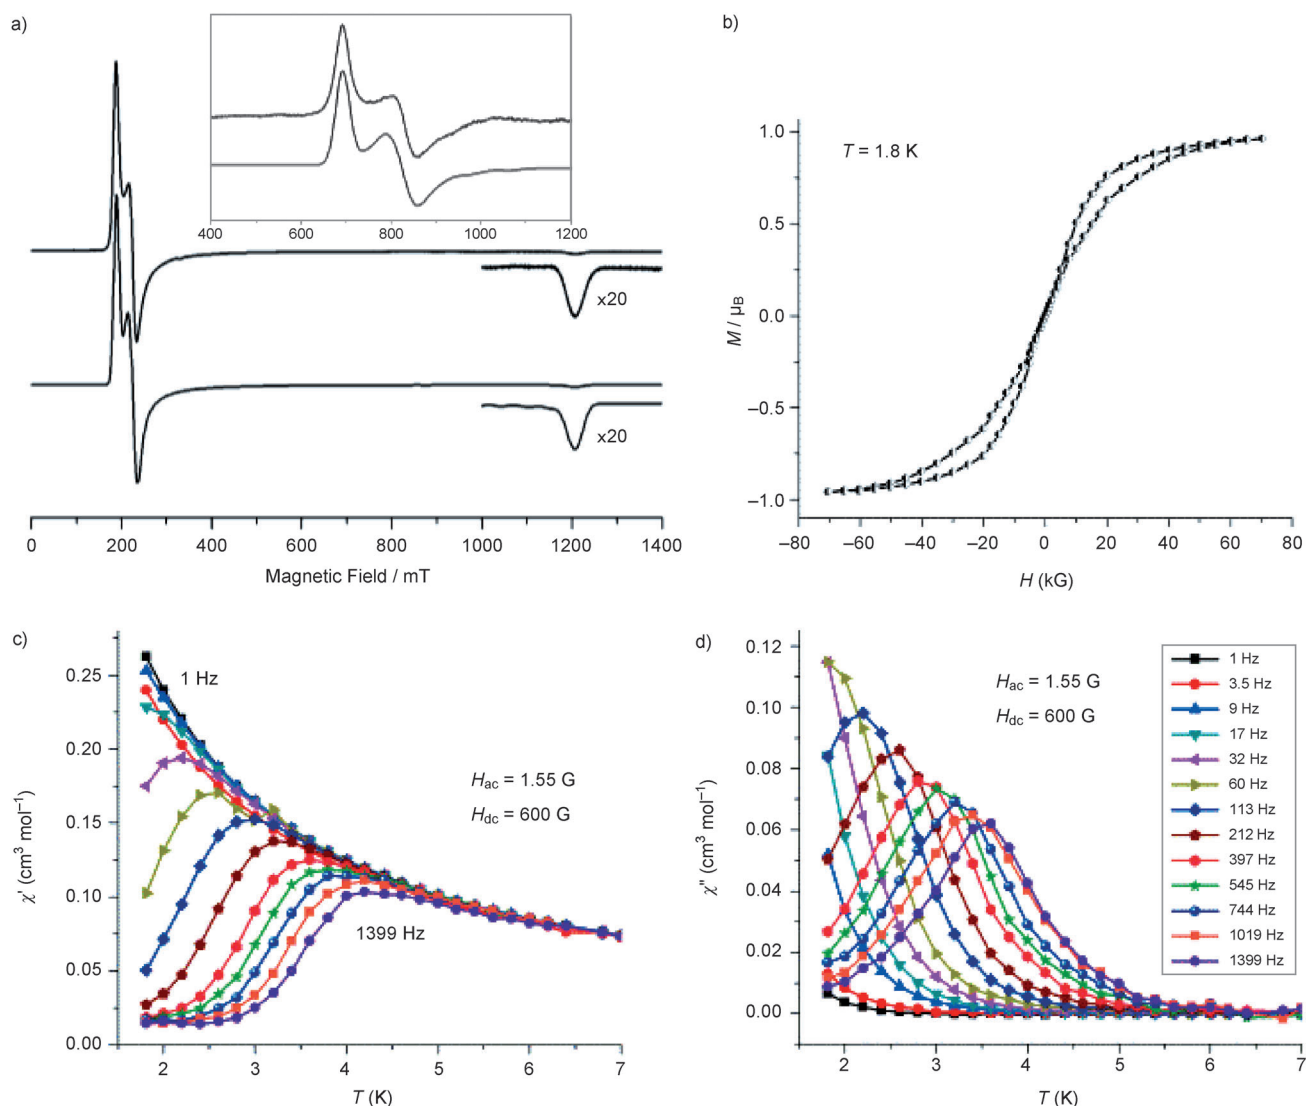 a)
400 600 800 1000 1200
x20
x20
0 200 400 600 800 1000 1200 1400
Magnetic Field / mT
b)
T = 1.8 K
1.0
0.5
0.0
–0.5
–1.0
M / μB
–80 –60 –40 –20 0 20 40 60 80
H (kG)
c)
0.25
0.20
0.15
0.10
0.05
0.00
χ' (cm³ mol⁻¹)
1 Hz
Hac = 1.55 G
Hdc = 600 G
1399 Hz
2 3 4 5 6 7
T (K)
d)
0.12
0.10
0.08
0.06
0.04
0.02
0.00
χ" (cm³ mol⁻¹)
Hac = 1.55 G
Hdc = 600 G
1 Hz
3.5 Hz
9 Hz
17 Hz
32 Hz
60 Hz
113 Hz
212 Hz
397 Hz
545 Hz
744 Hz
1019 Hz
1399 Hz
2 3 4 5 6 7
T (K)